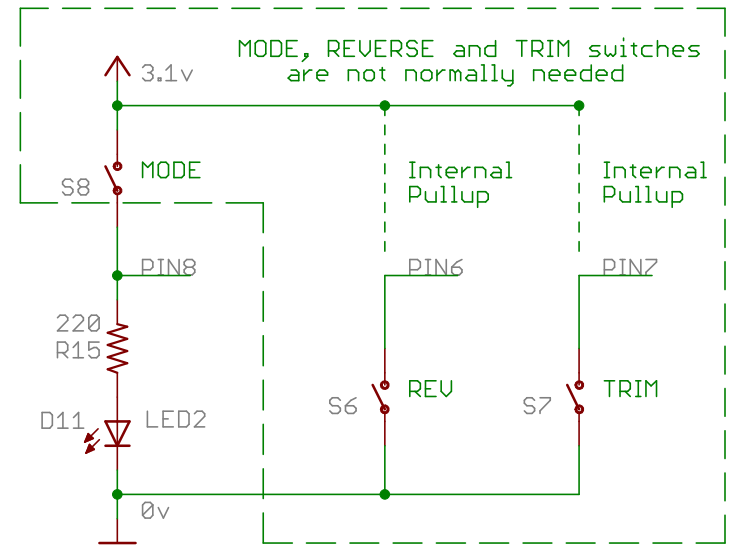 MODE, REVERSE and TRIM switches
are not normally needed
3.1v
S8
MODE
Internal
Pullup
Internal
Pullup
PIN8
PIN6
PIN7
220
R15
S6
REV
S7
TRIM
D11
LED2
0v